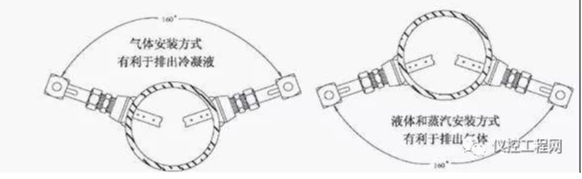 160°
气体安装方式
有利于排出冷凝液
液体和蒸汽安装方式
有利于排出气体
160°
仪控工程网